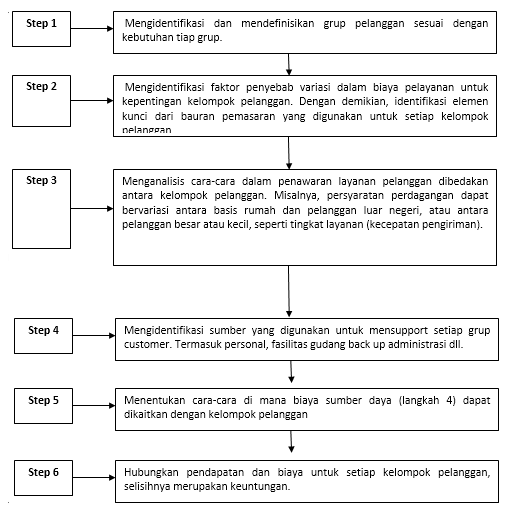 Step 1
Mengidentifikasi dan mendefinisikan grup pelanggan sesuai dengan
kebutuhan tiap grup.
Step 2
Mengidentifikasi faktor penyebab variasi dalam biaya pelayanan untuk
kepentingan kelompok pelanggan. Dengan demikian, identifikasi elemen
kunci dari bauran pemasaran yang digunakan untuk setiap kelompok
pelanggan
Step 3
Menganalisis cara-cara dalam penawaran layanan pelanggan dibedakan
antara kelompok pelanggan. Misalnya, persyaratan perdagangan dapat
bervariasi antara basis rumah dan pelanggan luar negeri, atau antara
pelanggan besar atau kecil, seperti tingkat layanan (kecepatan pengiriman).
Step 4
Mengidentifikasi sumber yang digunakan untuk mensupport setiap grup
customer. Termasuk personal, fasilitas gudang back up administrasi dll.
Step 5
Menentukan cara-cara di mana biaya sumber daya (langkah 4) dapat
dikaitkan dengan kelompok pelanggan
Step 6
Hubungkan pendapatan dan biaya untuk setiap kelompok pelanggan,
selisihnya merupakan keuntungan.